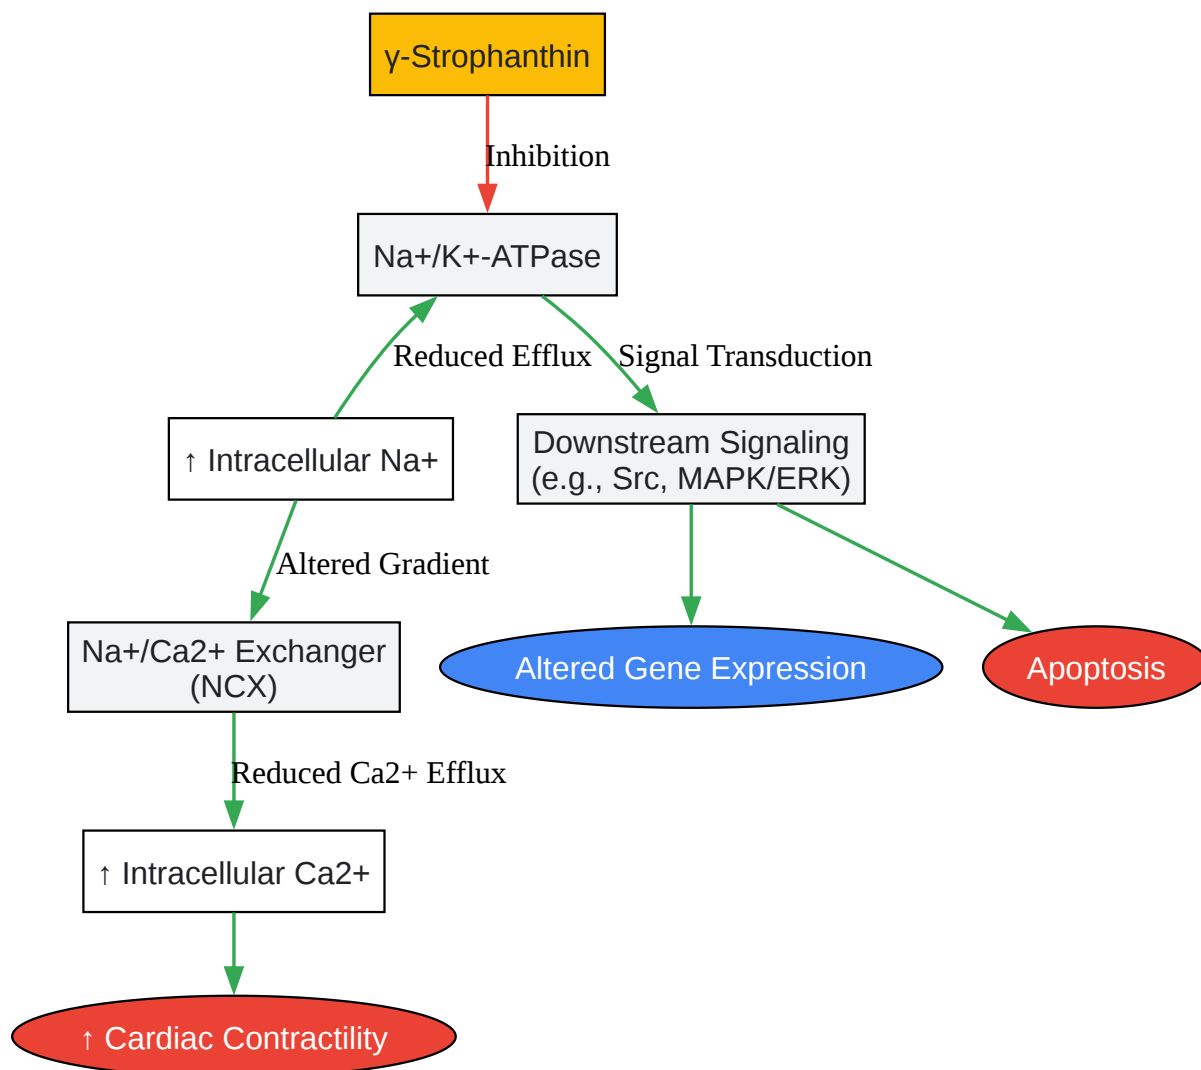 γ-Strophanthin
Inhibition
Na+/K+-ATPase
Reduced Efflux
Signal Transduction
↑ Intracellular Na+
Downstream Signaling
(e.g., Src, MAPK/ERK)
Altered Gradient
Na+/Ca2+ Exchanger
(NCX)
Altered Gene Expression
Apoptosis
Reduced Ca2+ Efflux
↑ Intracellular Ca2+
↑ Cardiac Contractility